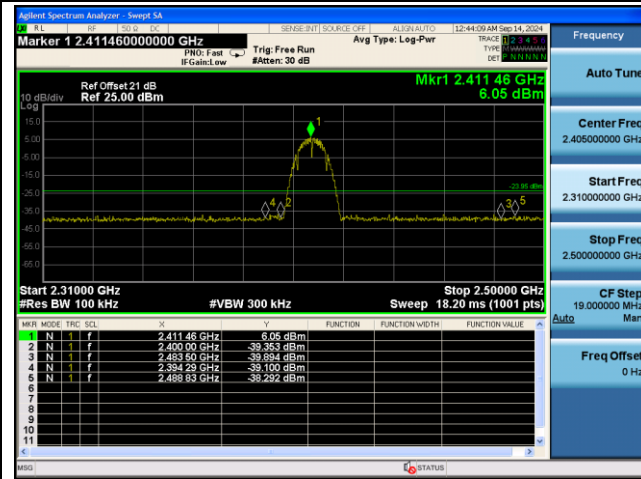 Agilent Spectrum Analyzer - Swept SA
RL RF 50 Ω DC SENSE:INT SOURCE OFF ALIGNAUTO 12:44:09 AM Sep 14, 2024
Marker 1 2.411460000000 GHz
PNO: Fast
IFGain:Low
Trig: Free Run
#Atten: 30 dB
Avg Type: Log-Pwr
TRACE 1 2 3 4 5 6
TYPE
DET P N N N N N
Frequency
Auto Tune
Center Freq
2.405000000 GHz
Start Freq
2.310000000 GHz
Stop Freq
2.500000000 GHz
CF Step
19.000000 MHz
Auto Man
Freq Offset
0 Hz
Mkr1 2.411 46 GHz
6.05 dBm
Ref Offset 21 dB
Ref 25.00 dBm
10 dB/div
Log
15.0
5.00
-5.00
-15.0
-25.0
-35.0
-45.0
-55.0
-65.0
1
-23.95 dBm
4 2 3 5
Start 2.31000 GHz Stop 2.50000 GHz
#Res BW 100 kHz #VBW 300 kHz Sweep 18.20 ms (1001 pts)
MKR MODE TRC SCL X Y FUNCTION FUNCTION WIDTH FUNCTION VALUE
1 N 1 f 2.411 46 GHz 6.05 dBm
2 N 1 f 2.400 00 GHz -39.353 dBm
3 N 1 f 2.483 50 GHz -39.894 dBm
4 N 1 f 2.394 29 GHz -39.100 dBm
5 N 1 f 2.488 83 GHz -38.292 dBm
6
7
8
9
10
11
MSG STATUS